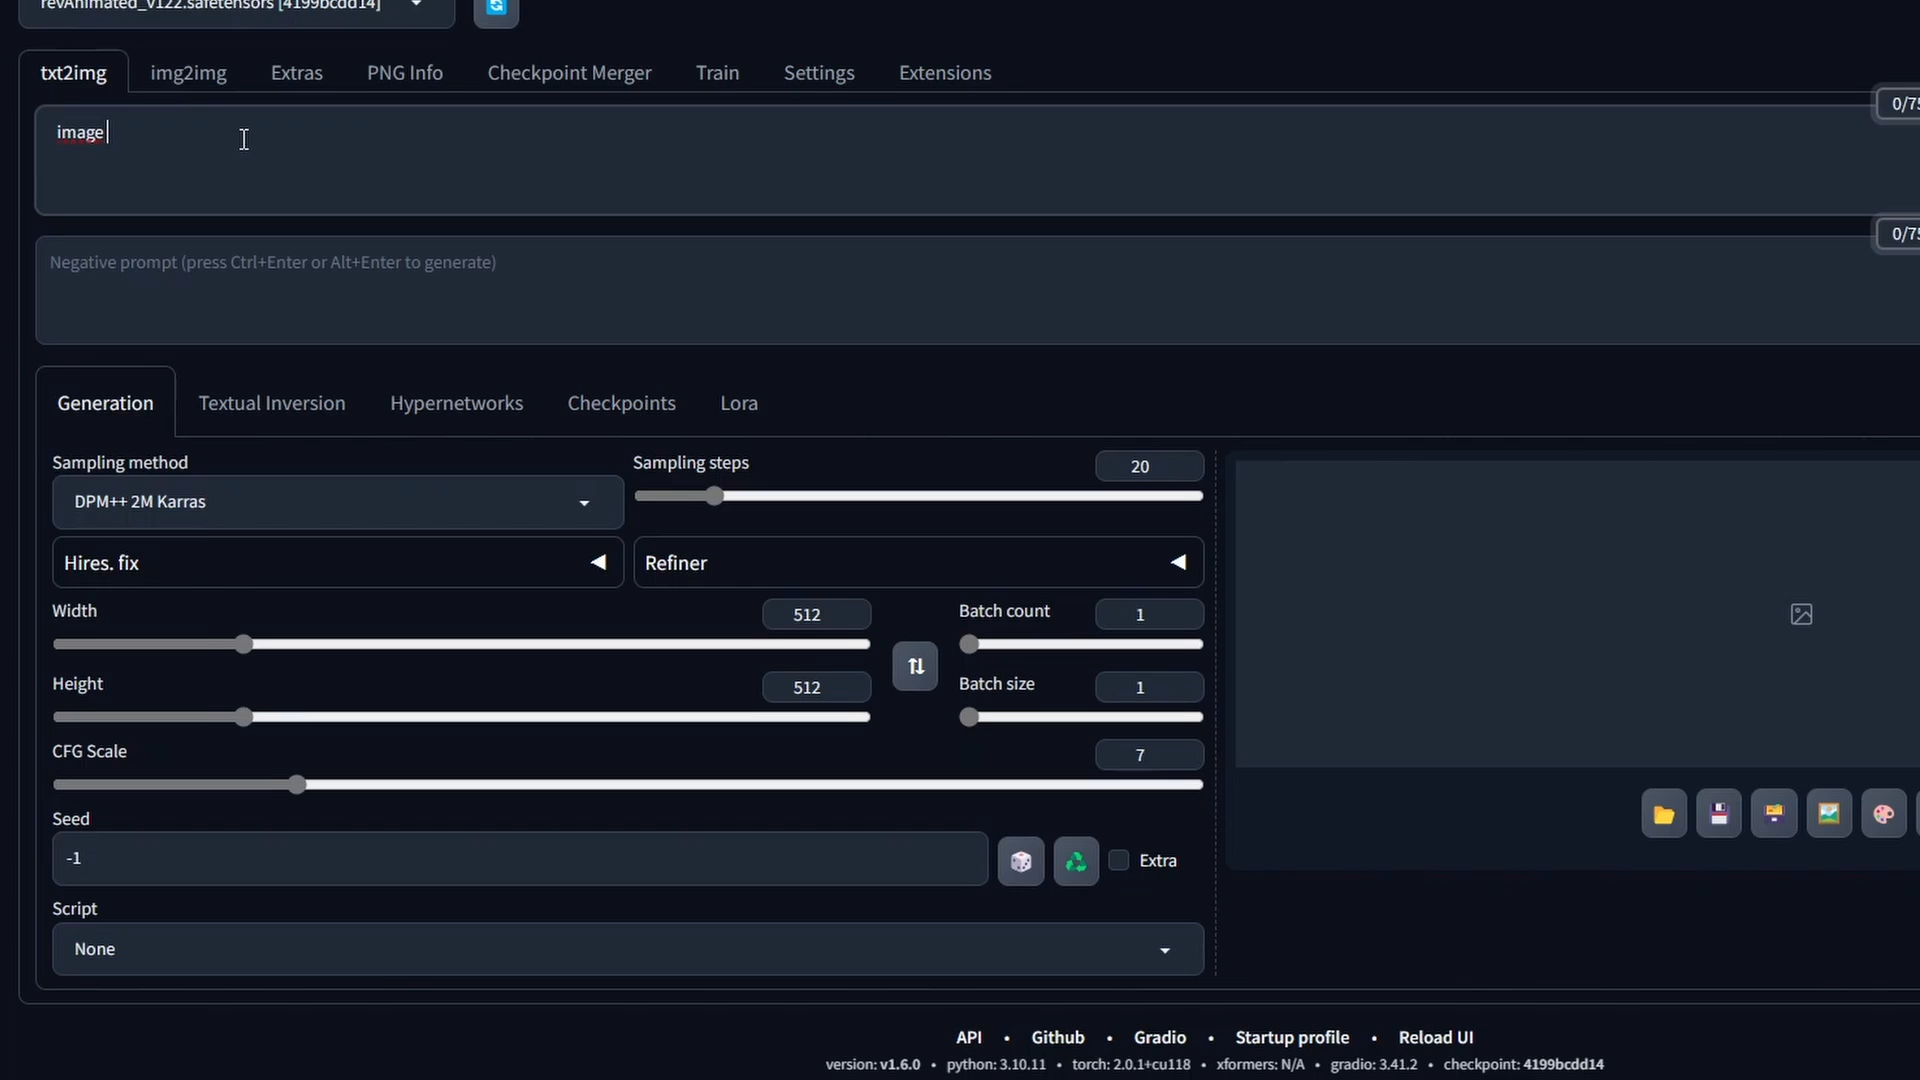 revAnimated_v122.safetensors [4199bcdd14]
txt2img img2img Extras PNG Info Checkpoint Merger Train Settings Extensions
0/75
image
0/75
Negative prompt (press Ctrl+Enter or Alt+Enter to generate)
Generation Textual Inversion Hypernetworks Checkpoints Lora
Sampling method Sampling steps 20
DPM++ 2M Karras
Hires. fix Refiner
Width 512 Batch count 1
Height 512 Batch size 1
CFG Scale 7
Seed
-1 Extra
Script
None
API • Github • Gradio • Startup profile • Reload UI
version: v1.6.0 • python: 3.10.11 • torch: 2.0.1+cu118 • xformers: N/A • gradio: 3.41.2 • checkpoint: 4199bcdd14